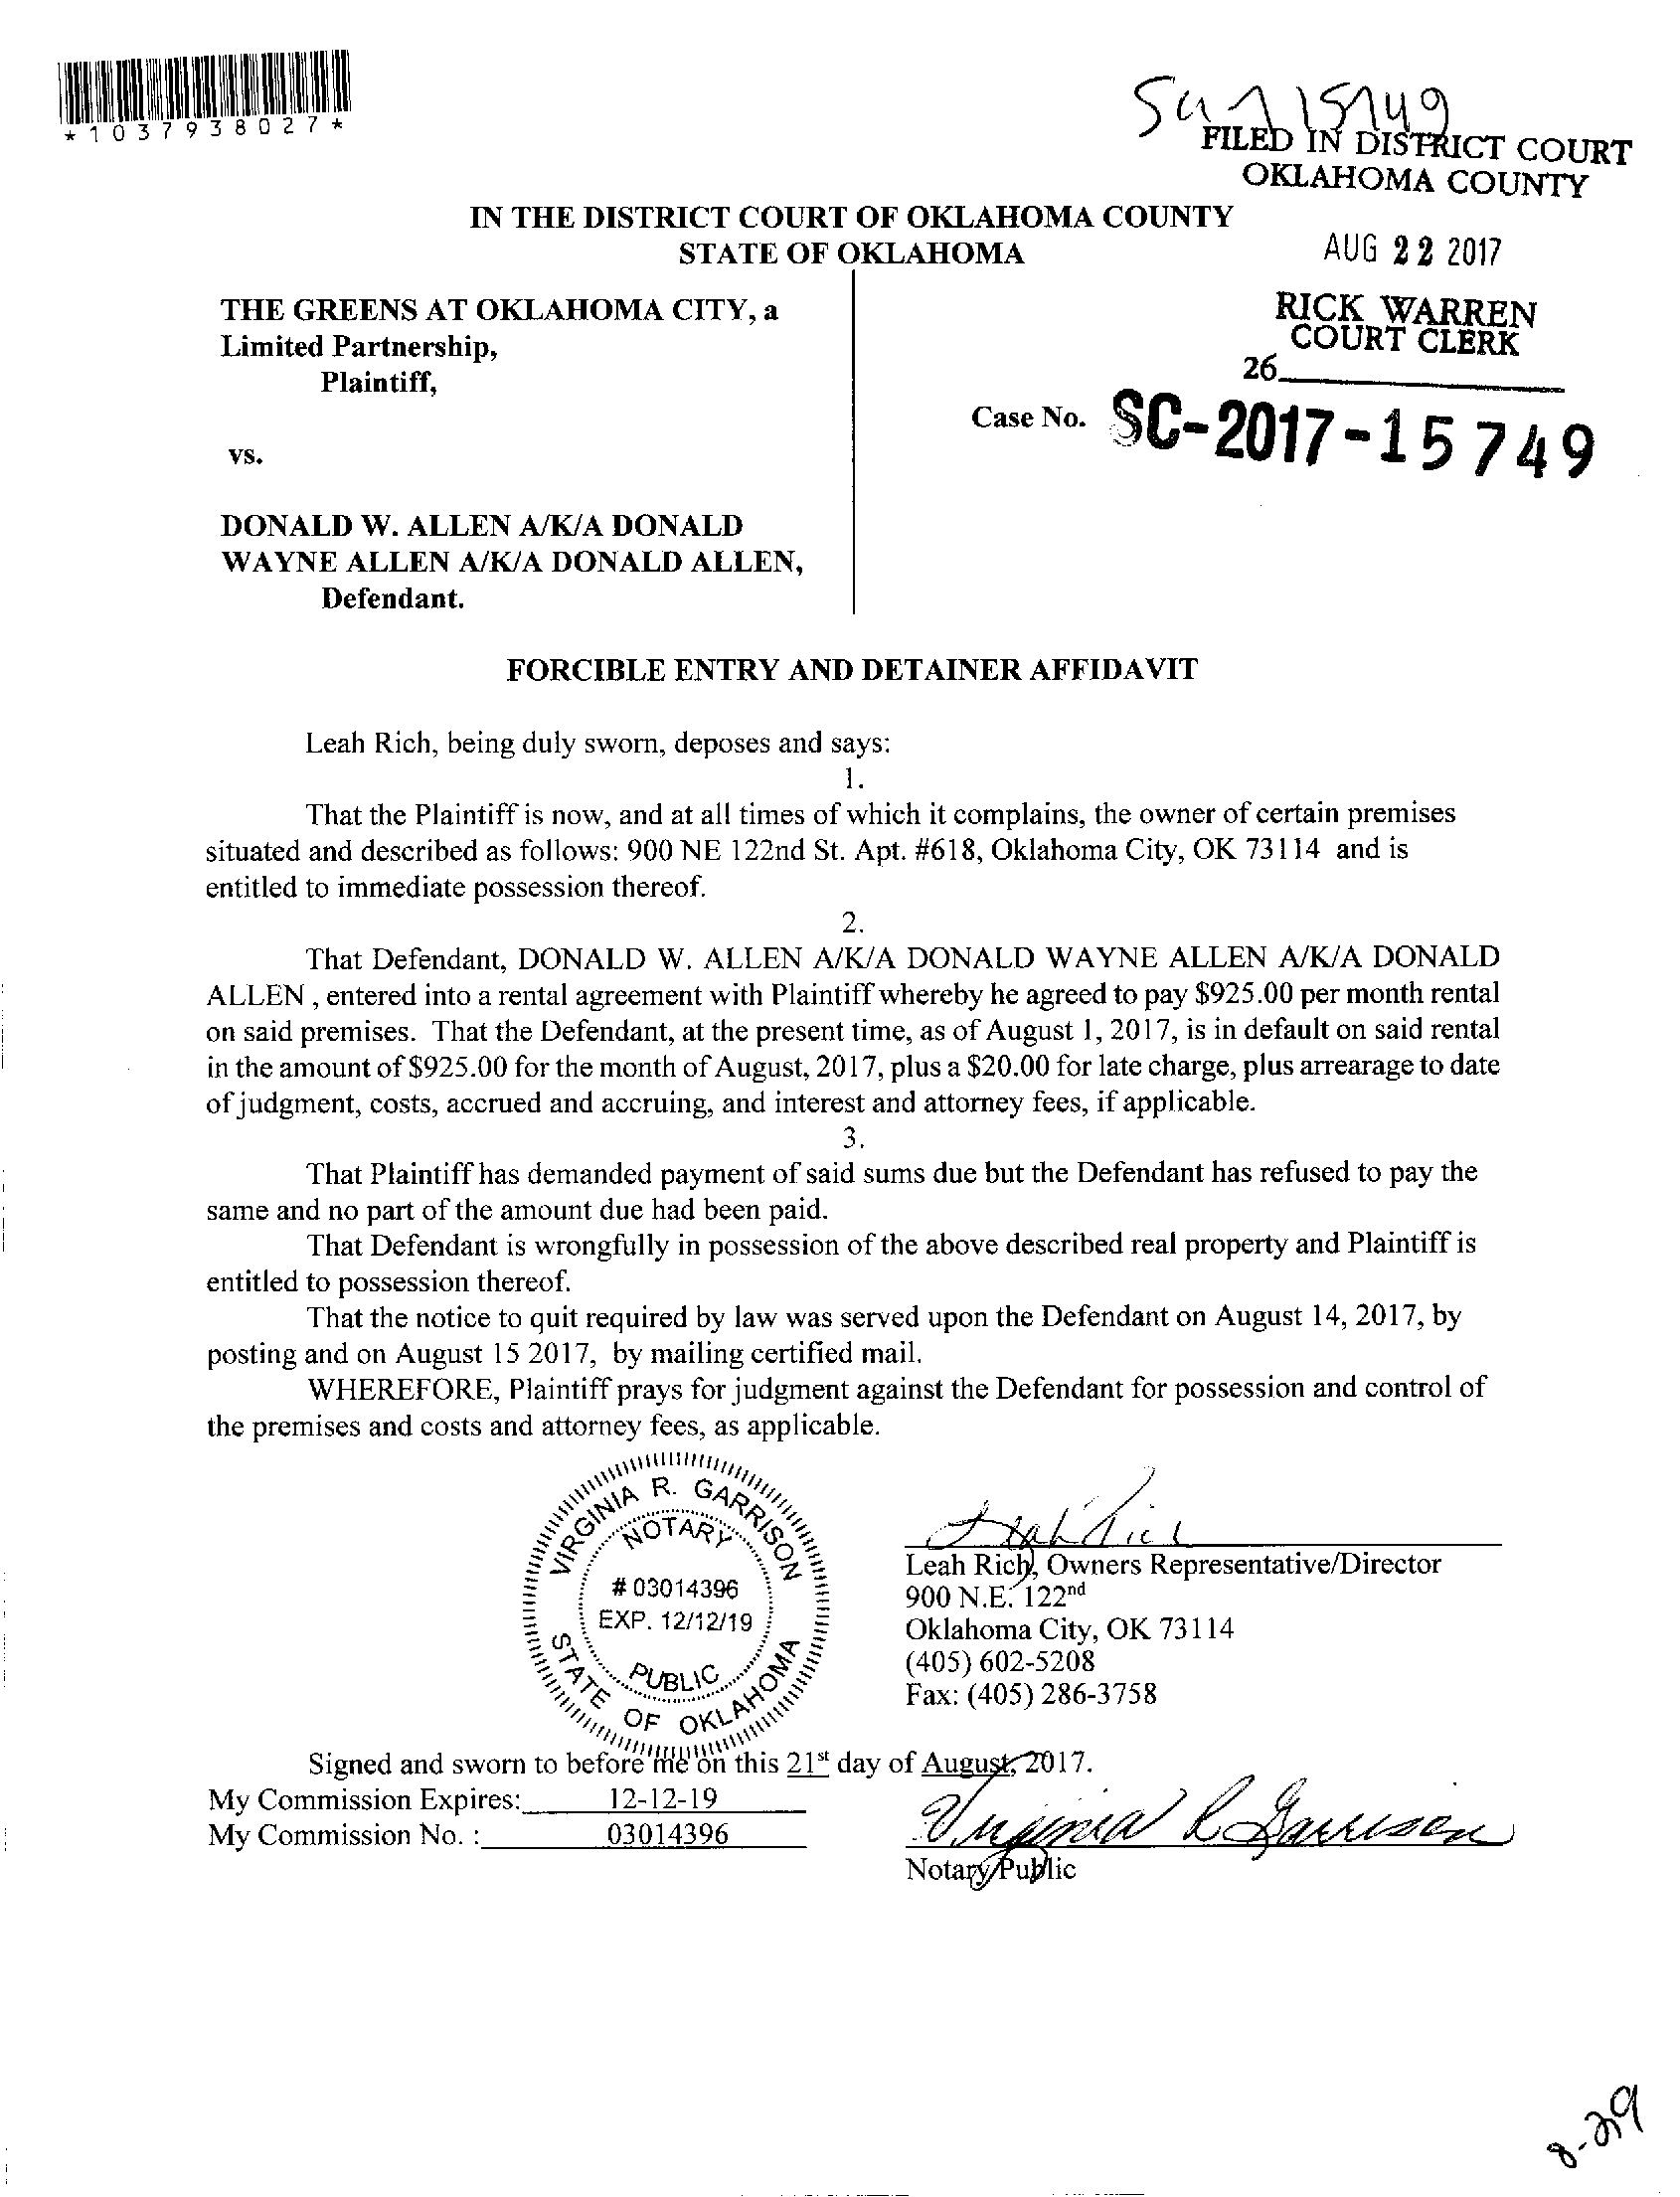 *1037938027*
15749
FILED IN DISTRICT COURT
OKLAHOMA COUNTY
IN THE DISTRICT COURT OF OKLAHOMA COUNTY
STATE OF OKLAHOMA
AUG 22 2017
RICK WARREN
COURT CLERK
26
THE GREENS AT OKLAHOMA CITY, a
Limited Partnership,
Plaintiff,
Case No. SC-2017-15749
vs.
DONALD W. ALLEN A/K/A DONALD
WAYNE ALLEN A/K/A DONALD ALLEN,
Defendant.
FORCIBLE ENTRY AND DETAINER AFFIDAVIT
Leah Rich, being duly sworn, deposes and says:
1.
That the Plaintiff is now, and at all times of which it complains, the owner of certain premises
situated and described as follows: 900 NE 122nd St. Apt. #618, Oklahoma City, OK 73114 and is
entitled to immediate possession thereof.
2.
That Defendant, DONALD W. ALLEN A/K/A DONALD WAYNE ALLEN A/K/A DONALD
ALLEN , entered into a rental agreement with Plaintiff whereby he agreed to pay $925.00 per month rental
on said premises. That the Defendant, at the present time, as of August 1, 2017, is in default on said rental
in the amount of $925.00 for the month of August, 2017, plus a $20.00 for late charge, plus arrearage to date
of judgment, costs, accrued and accruing, and interest and attorney fees, if applicable.
3.
That Plaintiff has demanded payment of said sums due but the Defendant has refused to pay the
same and no part of the amount due had been paid.
That Defendant is wrongfully in possession of the above described real property and Plaintiff is
entitled to possession thereof.
That the notice to quit required by law was served upon the Defendant on August 14, 2017, by
posting and on August 15 2017, by mailing certified mail.
WHEREFORE, Plaintiff prays for judgment against the Defendant for possession and control of
the premises and costs and attorney fees, as applicable.
VIRGINIA R. GARRISON
NOTARY
# 03014396
EXP. 12/12/19
PUBLIC
STATE OF OKLAHOMA
Leah Rich
Leah Rich, Owners Representative/Director
900 N.E. 122nd
Oklahoma City, OK 73114
(405) 602-5208
Fax: (405) 286-3758
Signed and sworn to before me on this 21st day of August, 2017.
My Commission Expires: 12-12-19
My Commission No. : 03014396
Virginia R Garrison
Notary Public
8-29